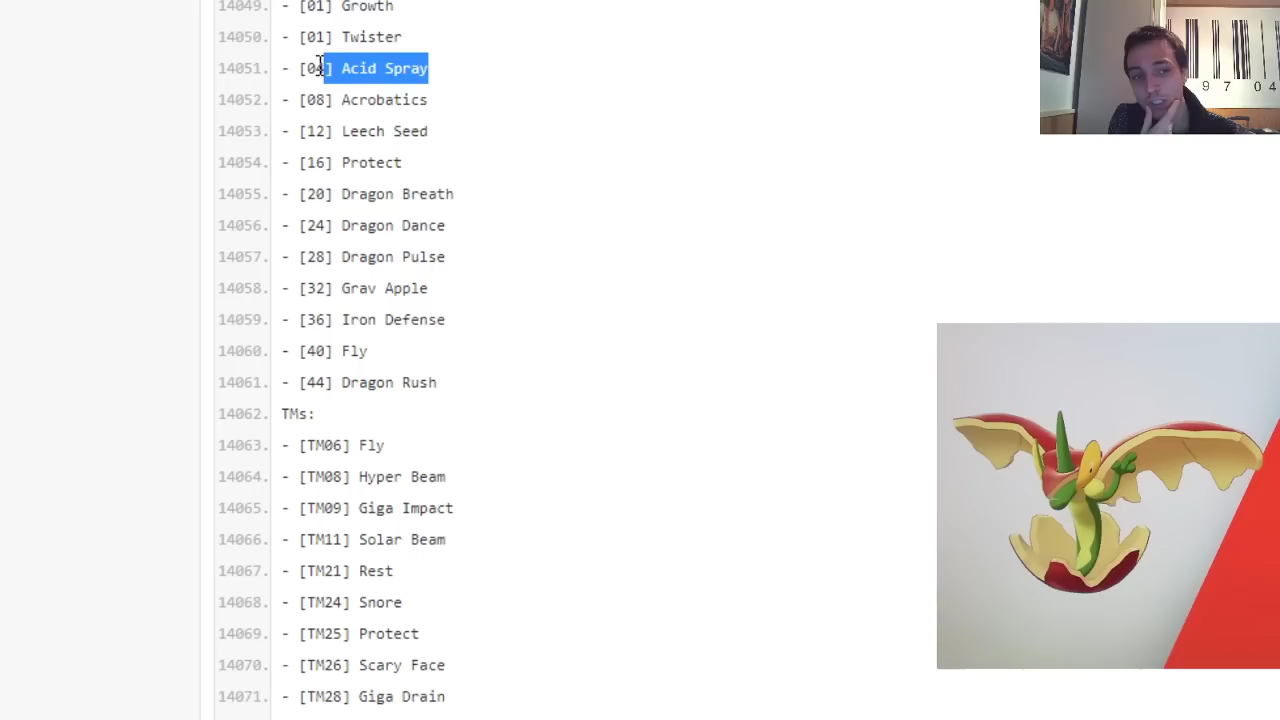 14049. - [01] Growth
14050. - [01] Twister
14051. - [04] Acid Spray
14052. - [08] Acrobatics
14053. - [12] Leech Seed
14054. - [16] Protect
14055. - [20] Dragon Breath
14056. - [24] Dragon Dance
14057. - [28] Dragon Pulse
14058. - [32] Grav Apple
14059. - [36] Iron Defense
14060. - [40] Fly
14061. - [44] Dragon Rush
14062. TMs:
14063. - [TM06] Fly
14064. - [TM08] Hyper Beam
14065. - [TM09] Giga Impact
14066. - [TM11] Solar Beam
14067. - [TM21] Rest
14068. - [TM24] Snore
14069. - [TM25] Protect
14070. - [TM26] Scary Face
14071. - [TM28] Giga Drain
97 04